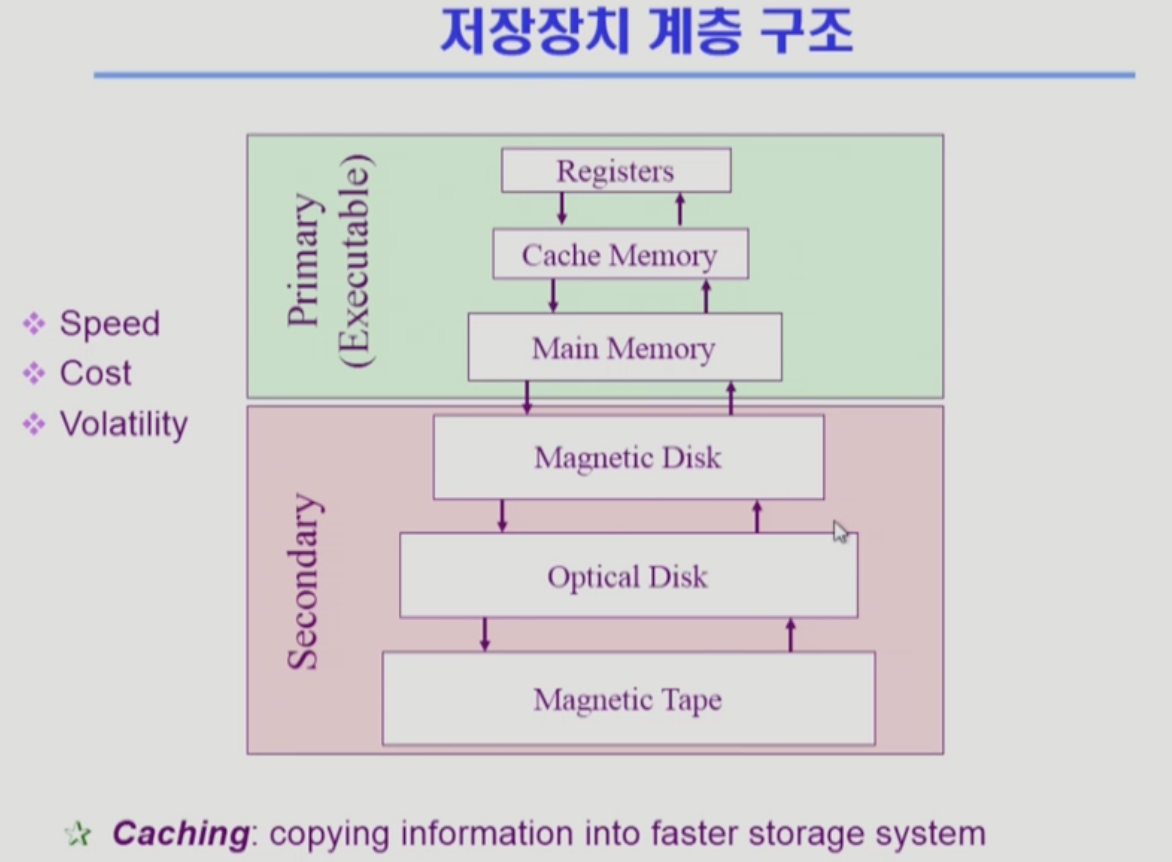 저장장치 계층 구조
Speed
Cost
Volatility
Primary
(Executable)
Registers
Cache Memory
Main Memory
Secondary
Magnetic Disk
Optical Disk
Magnetic Tape
Caching: copying information into faster storage system